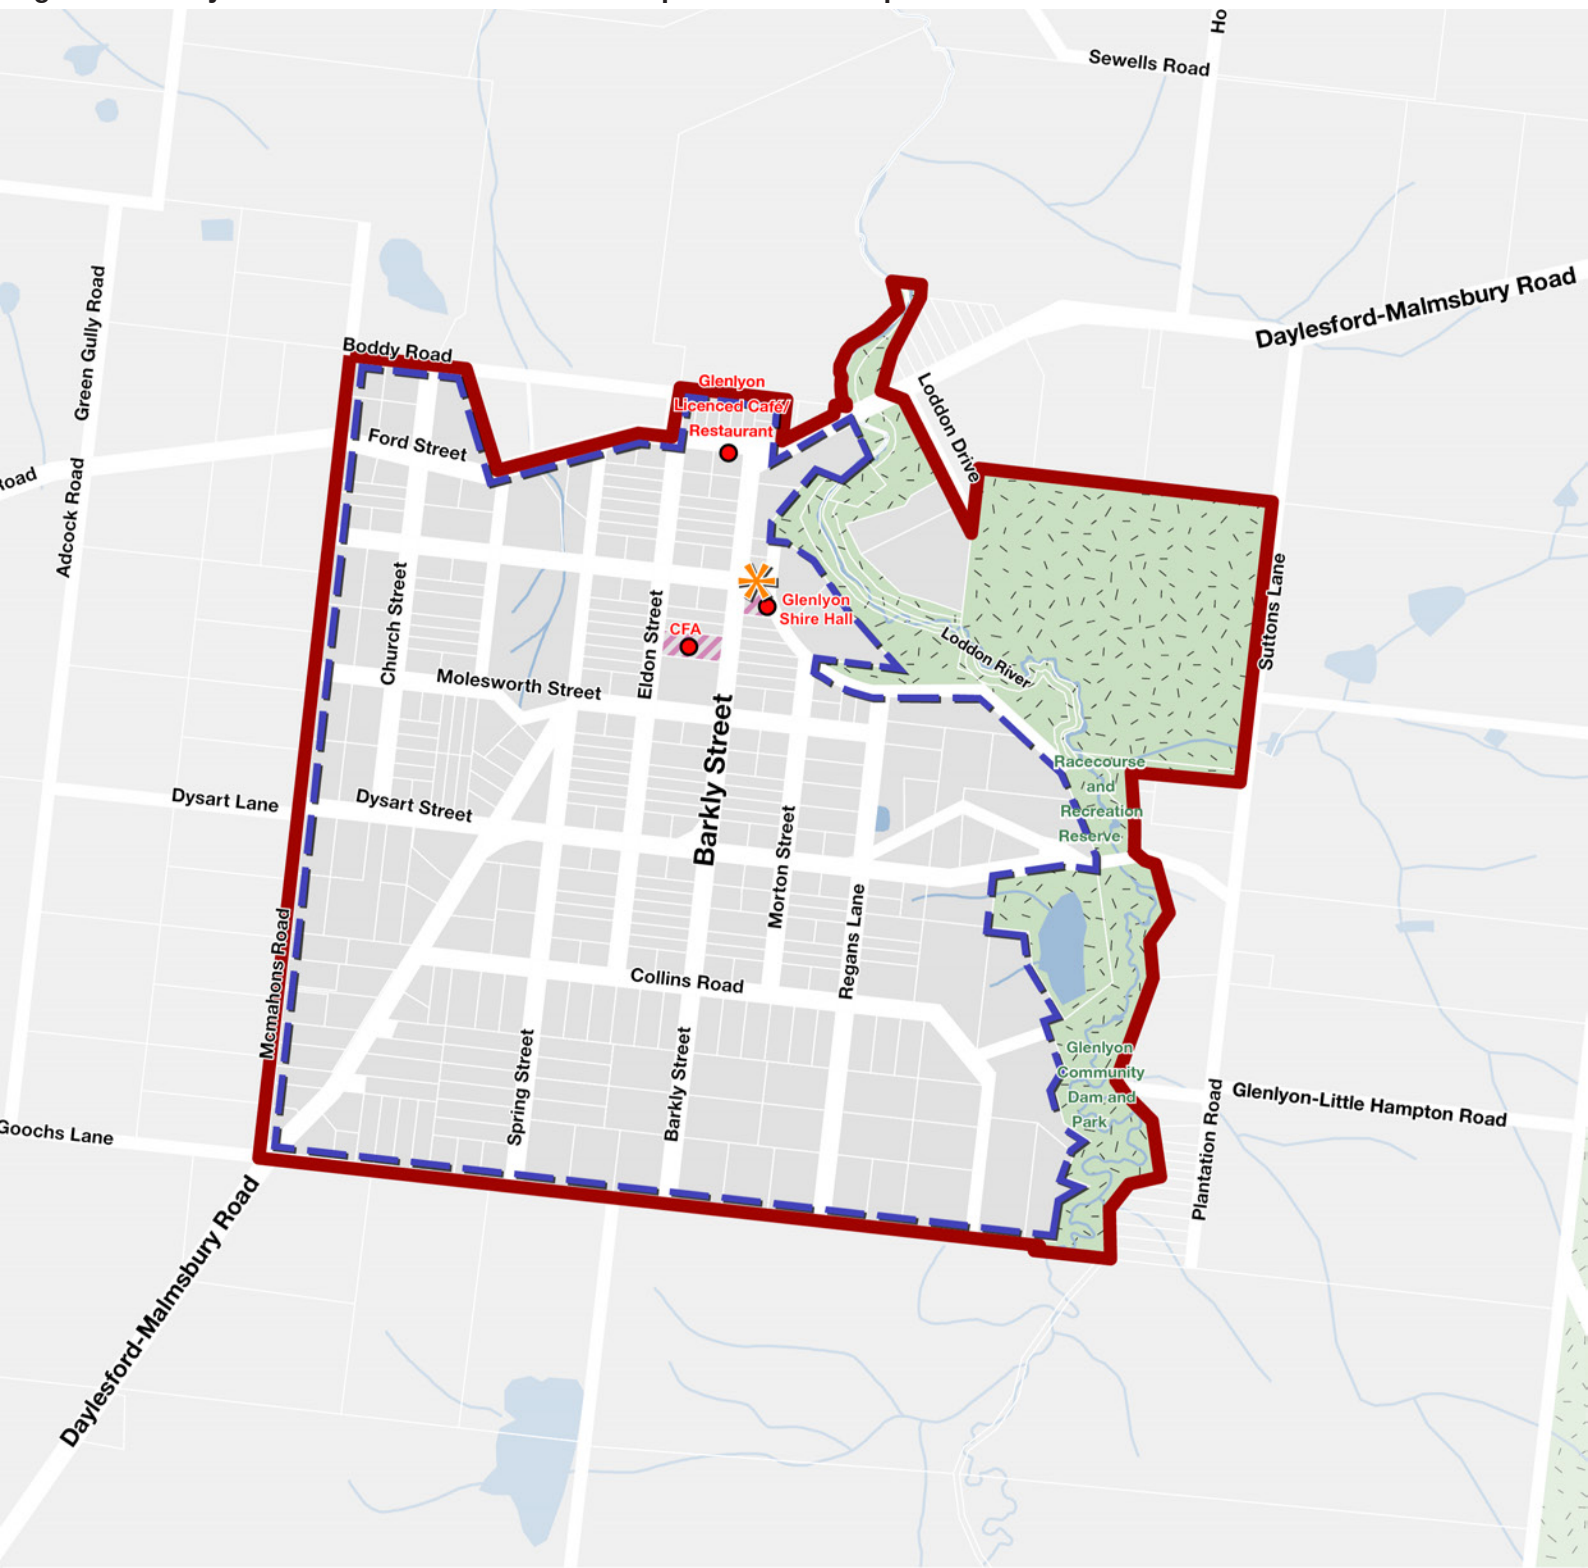 Ho
Sewells Road
Daylesford-Malmsbury Road
Green Gully Road
Boddy Road
Glenlyon
Licenced Café/
Restaurant
Loddon Drive
Ford Street
Road
Adcock Road
Church Street
Eldon Street
Glenlyon
Shire Hall
CFA
Loddon River
Suttons Lane
Molesworth Street
Barkly Street
Racecourse
and
Recreation
Reserve
Dysart Lane
Dysart Street
Morton Street
Regans Lane
Mcmahons Road
Collins Road
Spring Street
Barkly Street
Glenlyon
Community
Dam and
Park
Plantation Road
Glenlyon-Little Hampton Road
Goochs Lane
Daylesford-Malmsbury Road